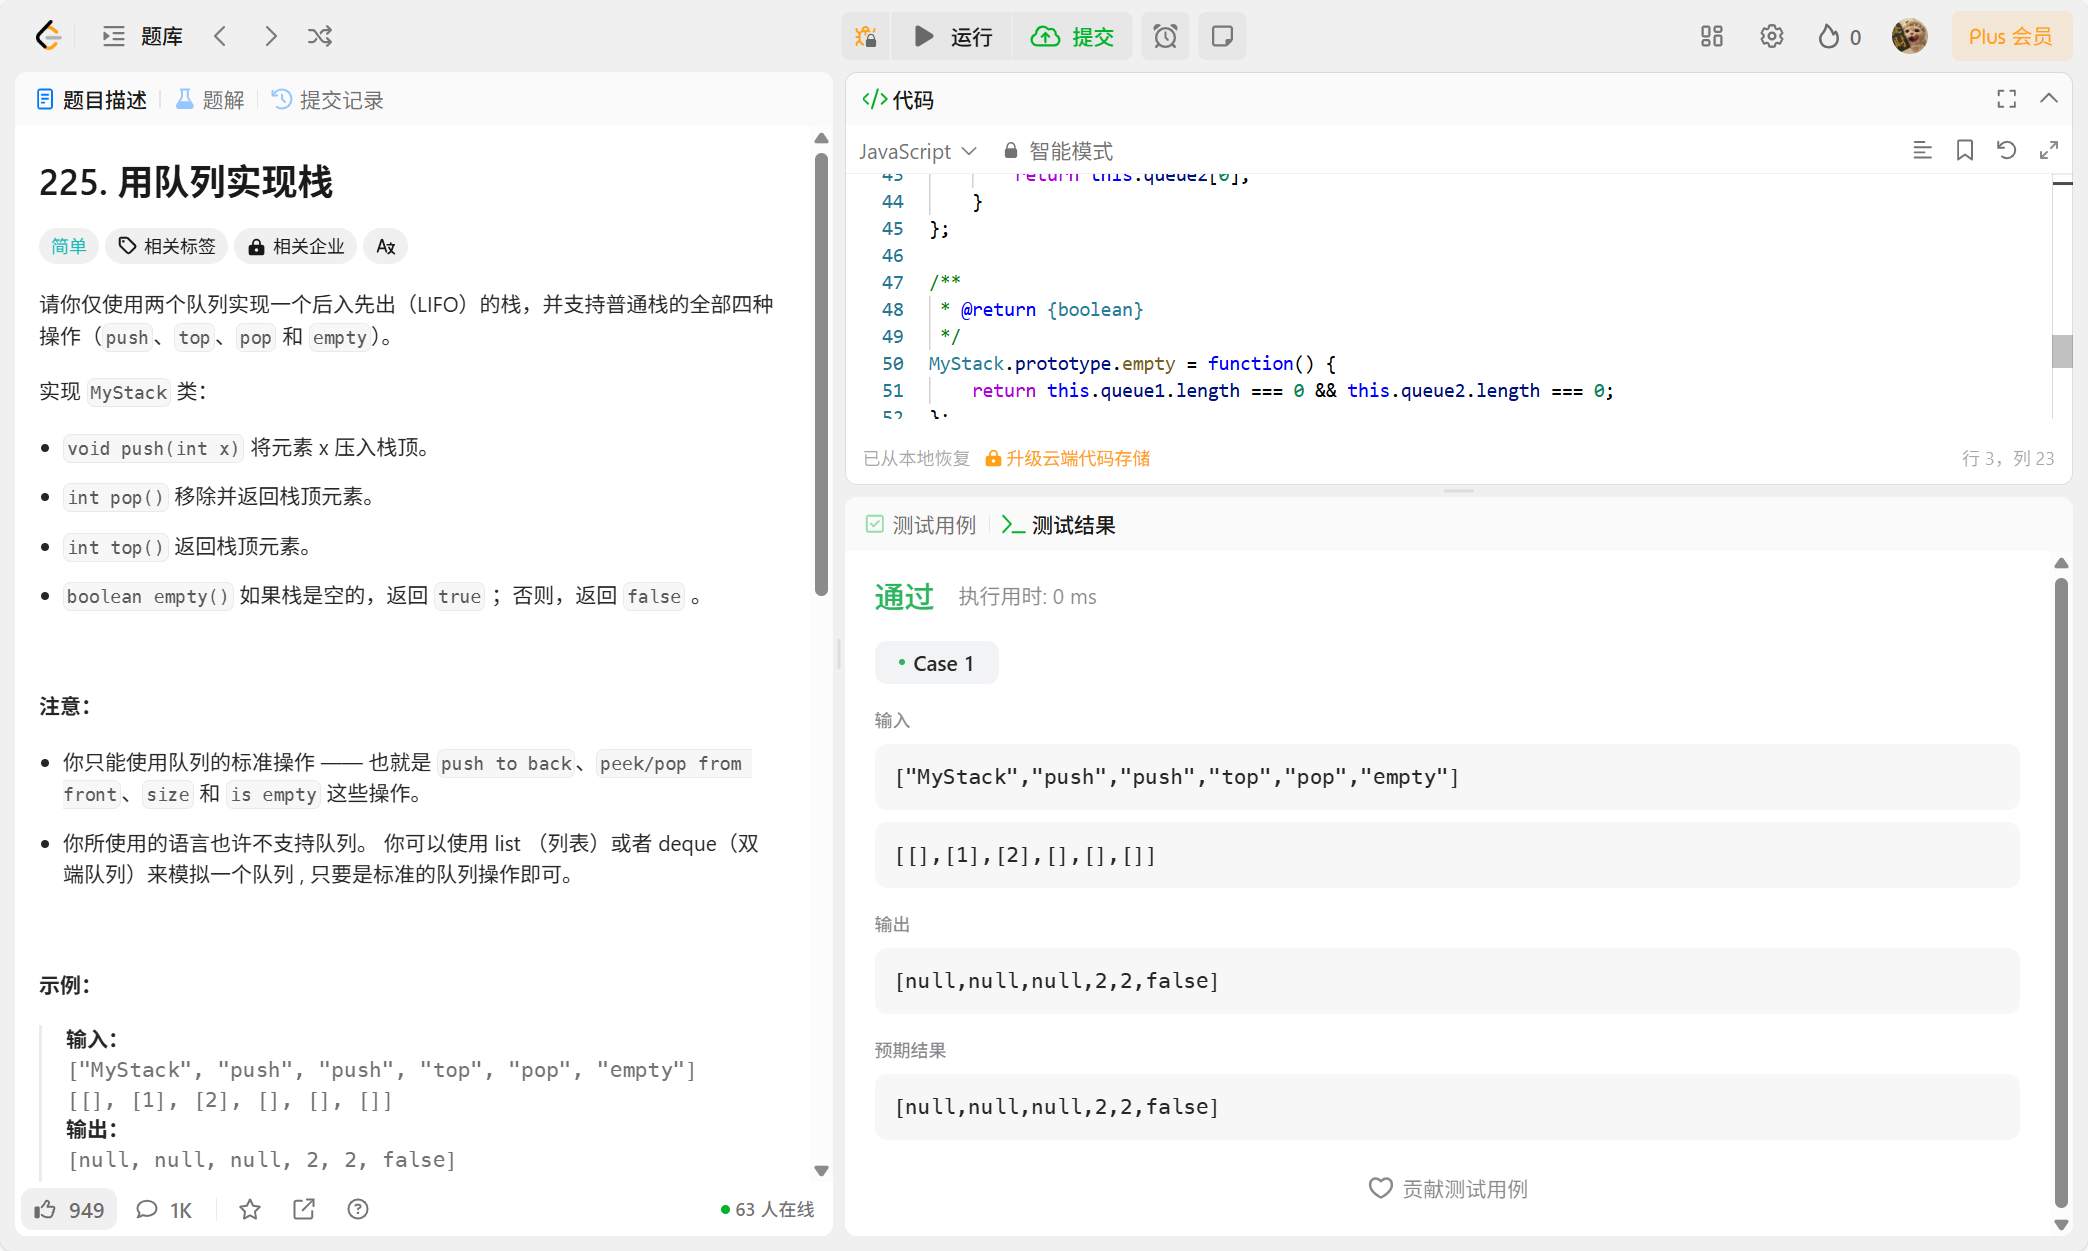 题库
运行
提交
0
Plus 会员
题目描述
题解
提交记录
225. 用队列实现栈
简单
相关标签
相关企业
请你仅使用两个队列实现一个后入先出（LIFO）的栈，并支持普通栈的全部四种
操作（push、top、pop 和 empty）。
实现 MyStack 类：
void push(int x) 将元素 x 压入栈顶。
int pop() 移除并返回栈顶元素。
int top() 返回栈顶元素。
boolean empty() 如果栈是空的，返回 true ；否则，返回 false 。
注意：
你只能使用队列的标准操作 —— 也就是 push to back、peek/pop from
front、size 和 is empty 这些操作。
你所使用的语言也许不支持队列。 你可以使用 list （列表）或者 deque（双
端队列）来模拟一个队列 , 只要是标准的队列操作即可。
示例：
输入：
["MyStack", "push", "push", "top", "pop", "empty"]
[[], [1], [2], [], [], []]
输出：
[null, null, null, 2, 2, false]
949
1K
63 人在线
代码
JavaScript
智能模式
43 return this.queue2[0];
44 }
45 };
46
47 /**
48 * @return {boolean}
49 */
50 MyStack.prototype.empty = function() {
51 return this.queue1.length === 0 && this.queue2.length === 0;
52 };
已从本地恢复
升级云端代码存储
行 3，列 23
测试用例
测试结果
通过
执行用时: 0 ms
Case 1
输入
["MyStack","push","push","top","pop","empty"]
[[],[1],[2],[],[],[]]
输出
[null,null,null,2,2,false]
预期结果
[null,null,null,2,2,false]
贡献测试用例